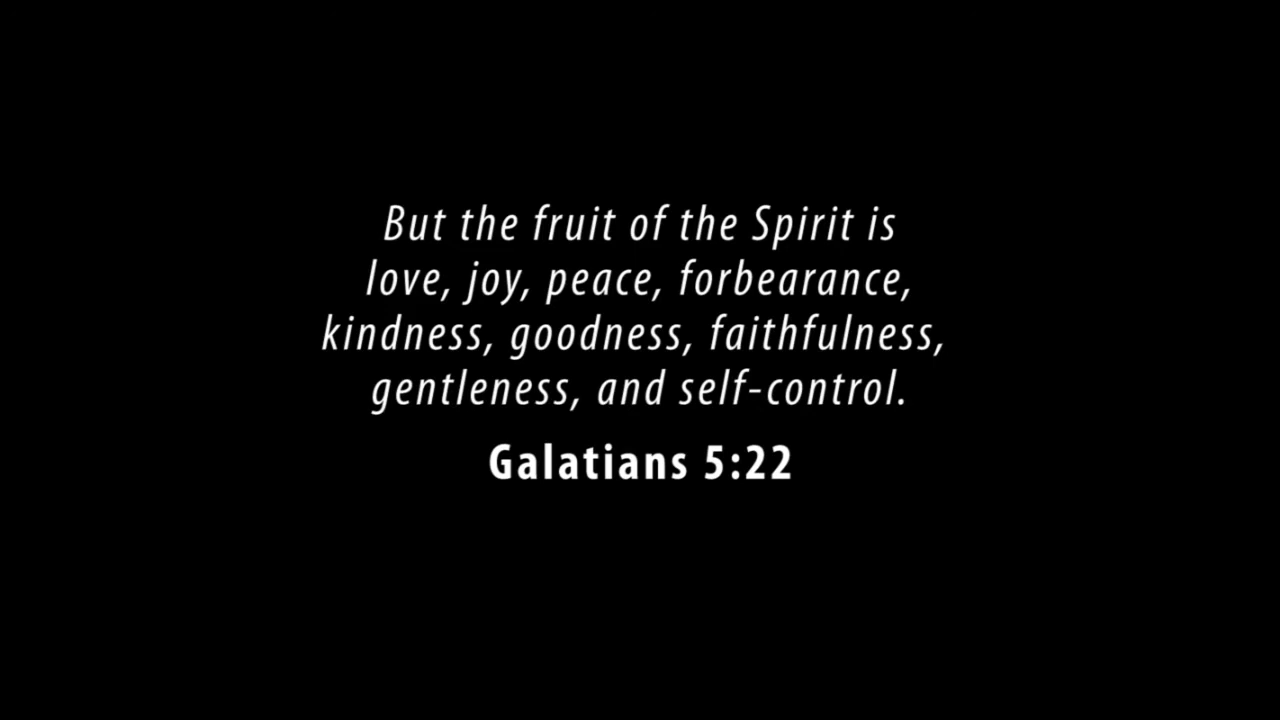 But the fruit of the Spirit is
love, joy, peace, forbearance,
kindness, goodness, faithfulness,
gentleness, and self-control.
Galatians 5:22